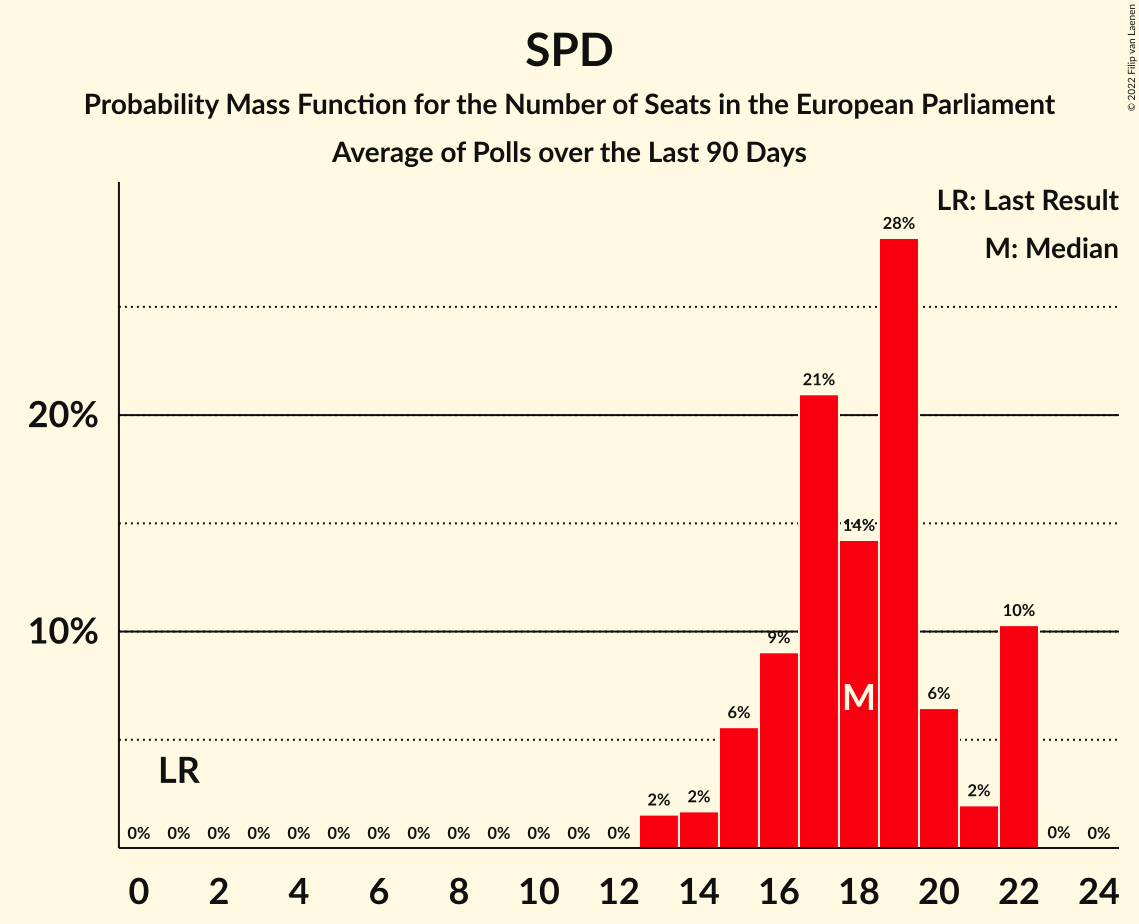 SPD
Probability Mass Function for the Number of Seats in the European Parliament
Average of Polls over the Last 90 Days
© 2022 Filip van Laenen
LR: Last Result
M: Median
28%
21%
20%
14%
10%
9%
10%
M
6%
6%
LR
2%
2%
2%
0% 0% 0% 0% 0% 0% 0% 0% 0% 0% 0% 0% 0% 0% 0%
0 2 4 6 8 10 12 14 16 18 20 22 24